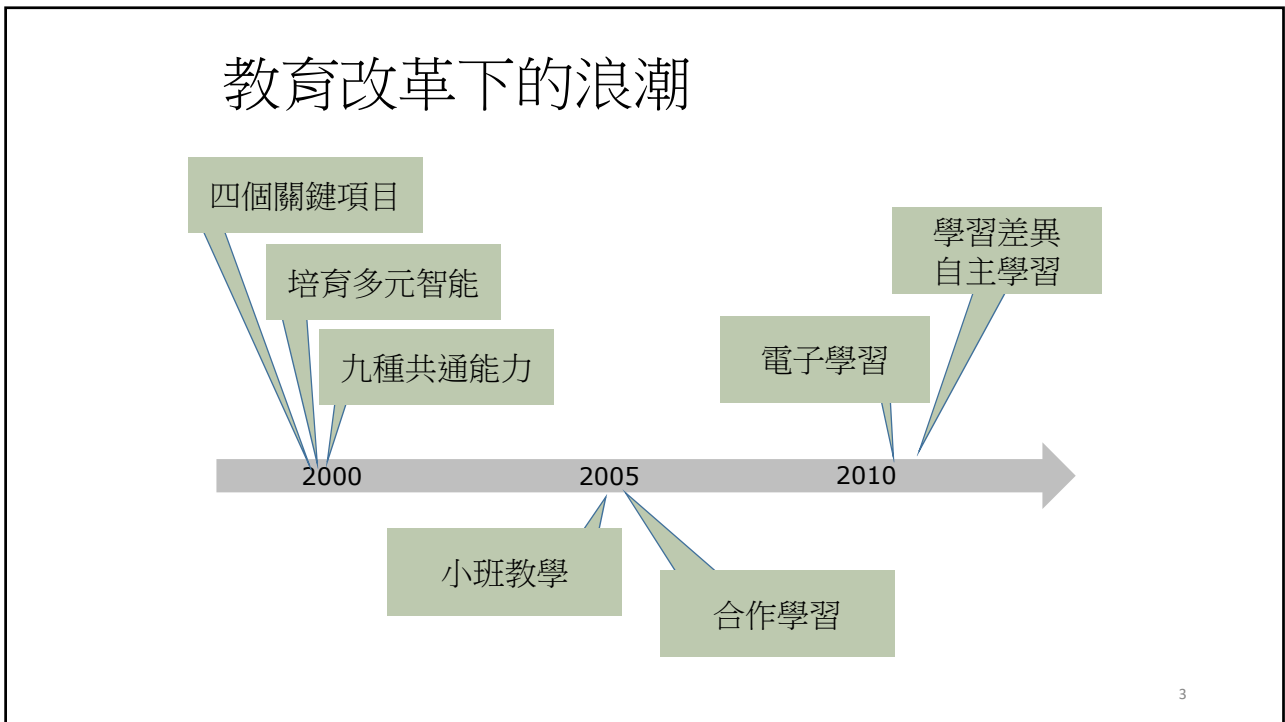 教育改革下的浪潮
四個關鍵項目
培育多元智能
九種共通能力
學習差異
自主學習
電子學習
2000
2005
2010
小班教學
合作學習
3